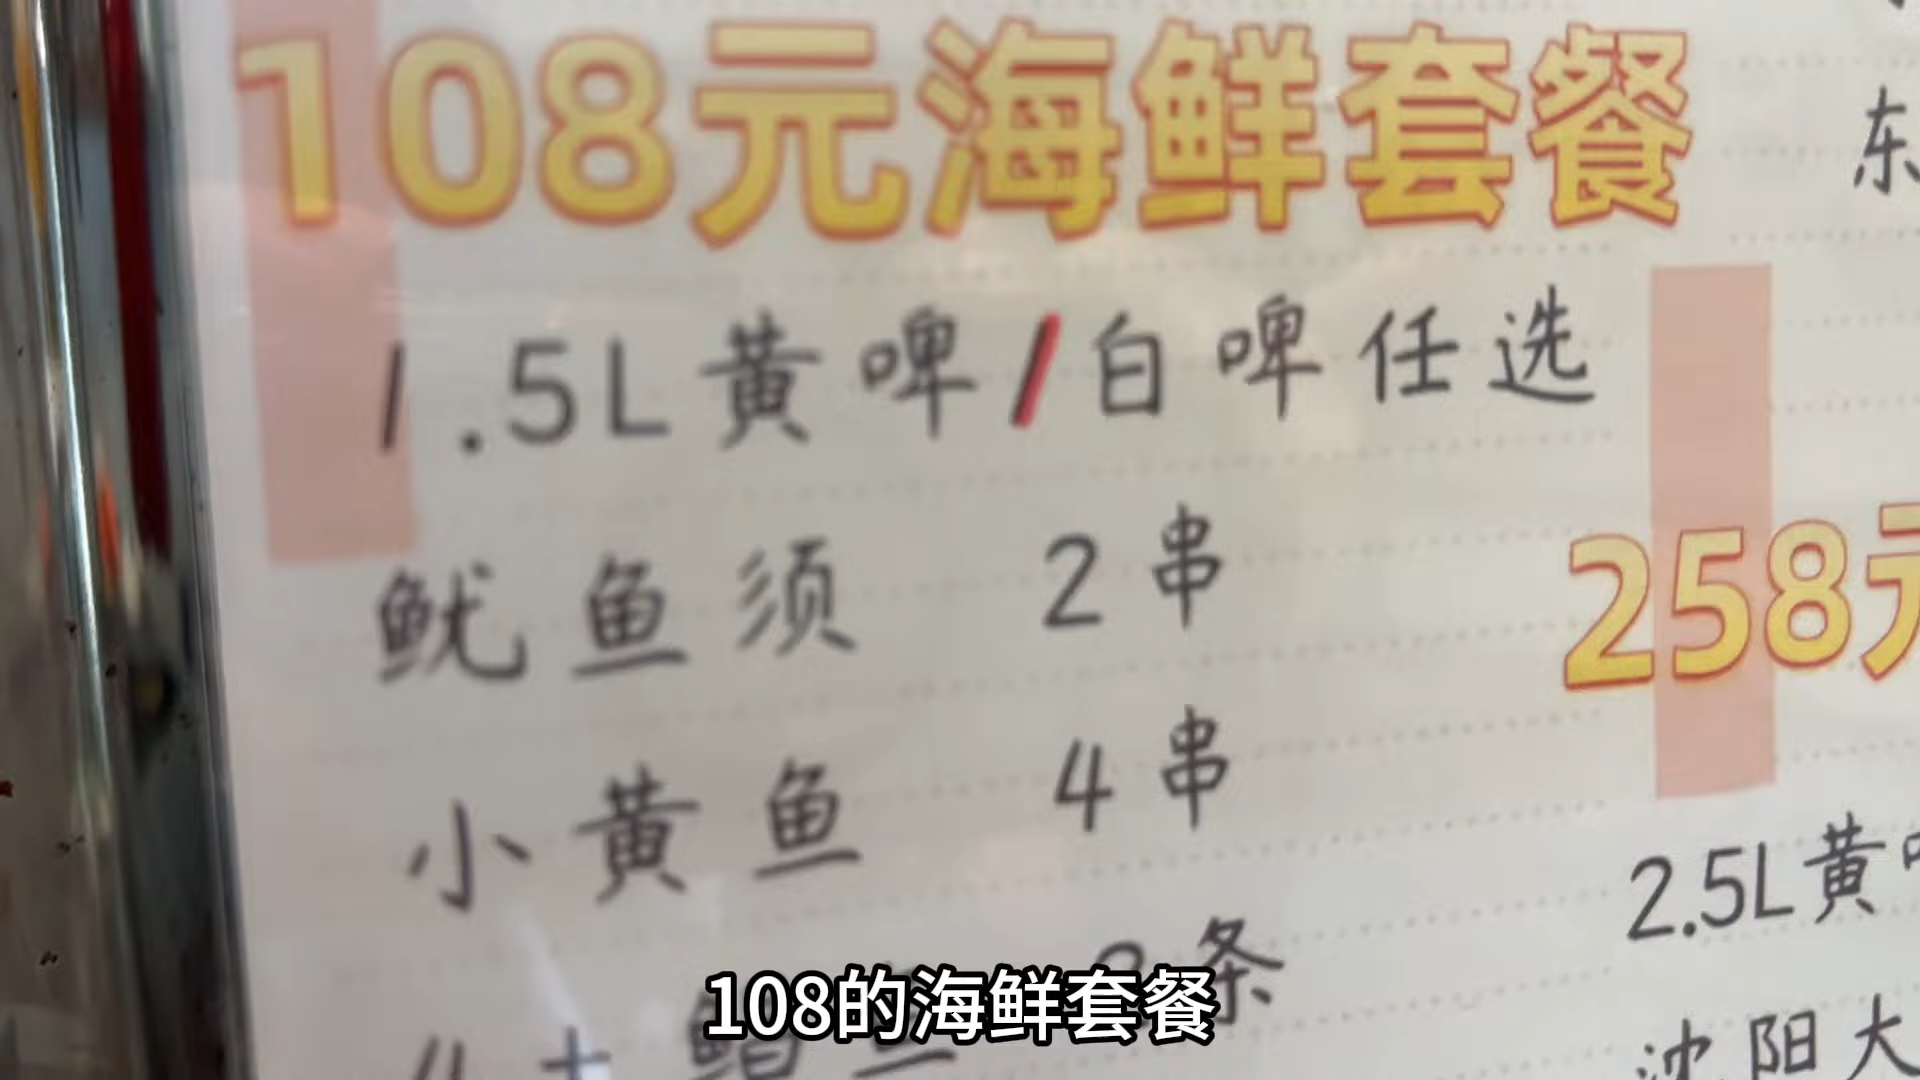 108元海鲜套餐
1.5L黄啤/白啤任选
鱿鱼须 2串
小黄鱼 4串
条
东
258元
2.5L黄啤
沈阳大
108的海鲜套餐